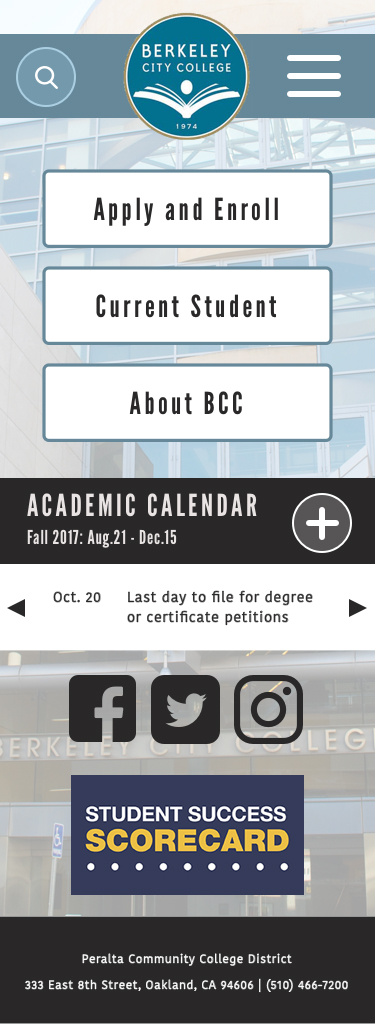 BERKELEY
CITY COLLEGE
1974
Apply and Enroll
Current Student
About BCC
ACADEMIC CALENDAR
Fall 2017: Aug.21 - Dec.15
Oct. 20 Last day to file for degree
or certificate petitions
BERKELEY CITY COLLEGE
STUDENT SUCCESS
SCORECARD
Peralta Community College District
333 East 8th Street, Oakland, CA 94606 | (510) 466-7200